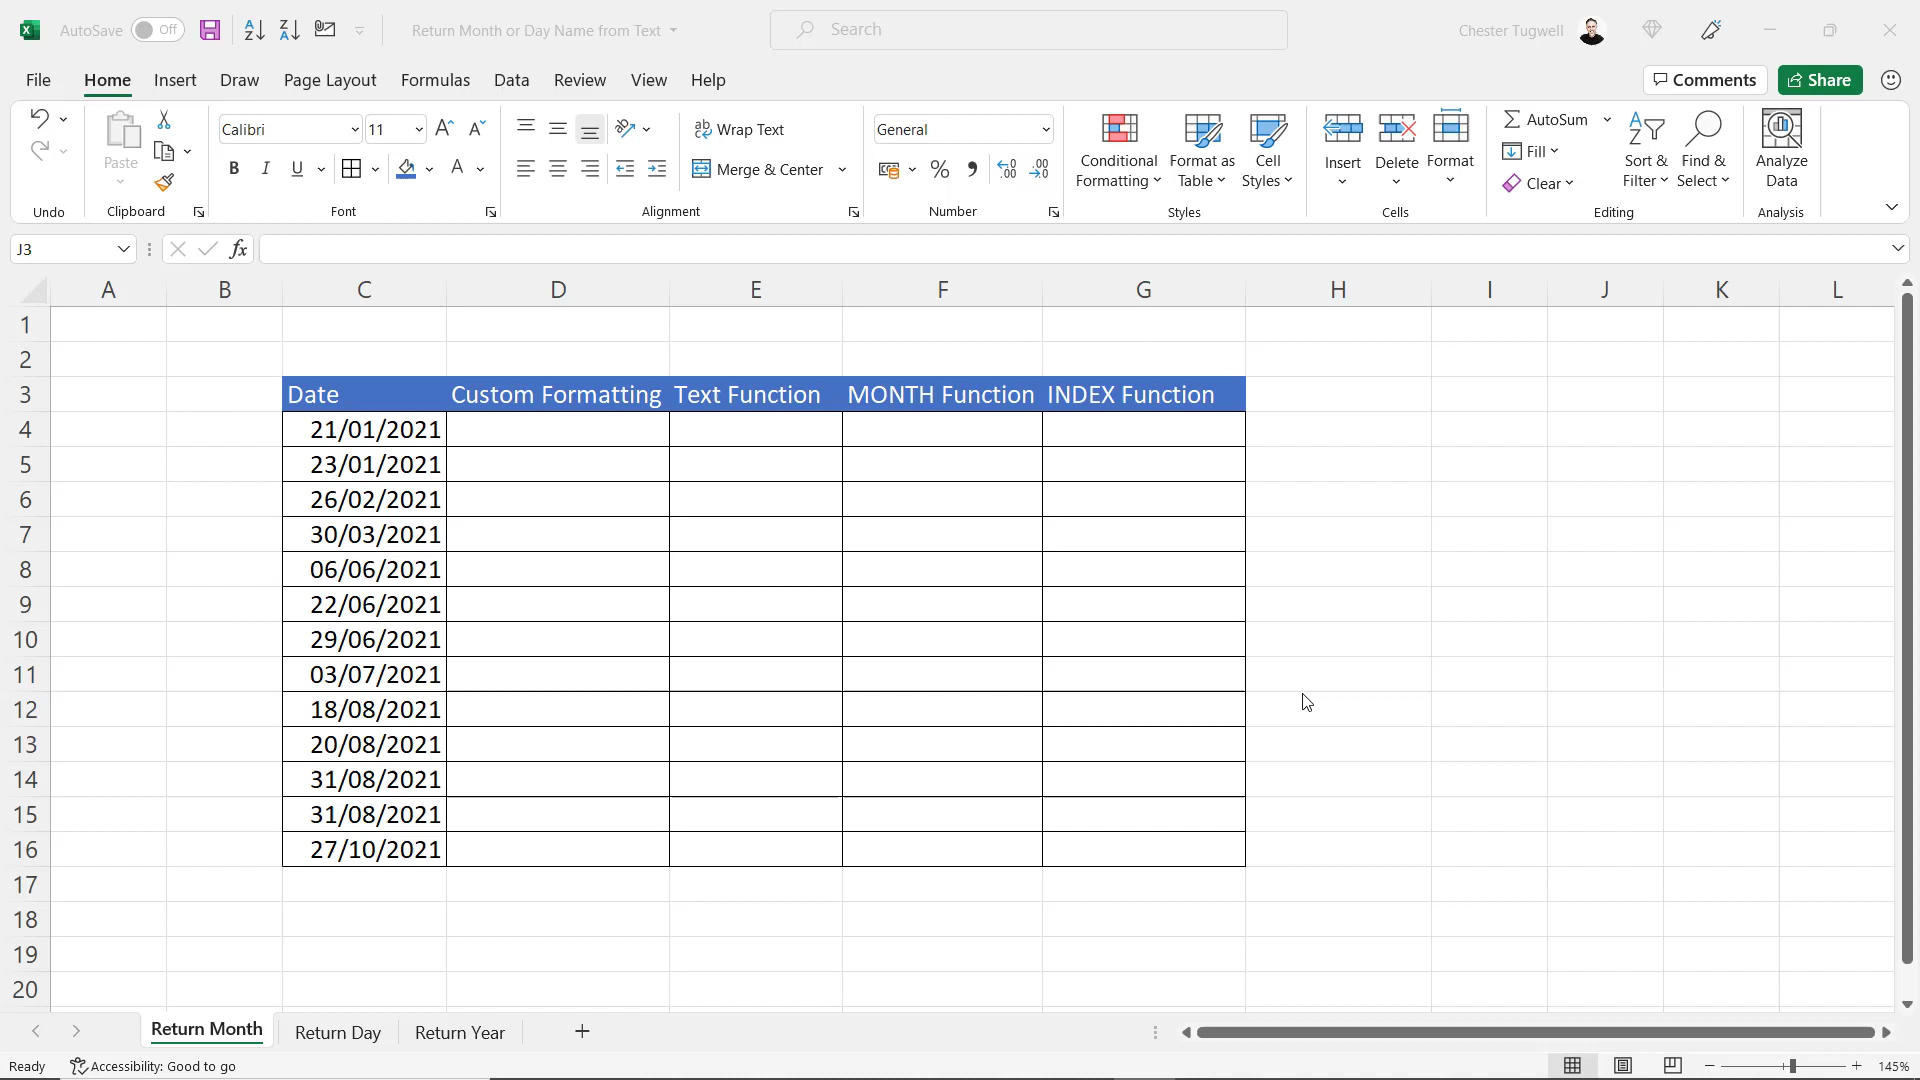 AutoSave Off Return Month or Day Name from Text Search Chester Tugwell
File Home Insert Draw Page Layout Formulas Data Review View Help Comments Share
Paste
Undo
Clipboard
Calibri 11
B I U A
Font
Wrap Text
Merge & Center
Alignment
General
Number
Conditional Formatting
Format as Table
Cell Styles
Styles
Insert
Delete
Format
Cells
AutoSum
Fill
Clear
Sort & Filter
Find & Select
Editing
Analyze Data
Analysis
J3 fx
A B C D E F G H I J K L
1
2
3 Date Custom Formatting Text Function MONTH Function INDEX Function
4 21/01/2021
5 23/01/2021
6 26/02/2021
7 30/03/2021
8 06/06/2021
9 22/06/2021
10 29/06/2021
11 03/07/2021
12 18/08/2021
13 20/08/2021
14 31/08/2021
15 31/08/2021
16 27/10/2021
17
18
19
20
Return Month Return Day Return Year
Ready Accessibility: Good to go 145%